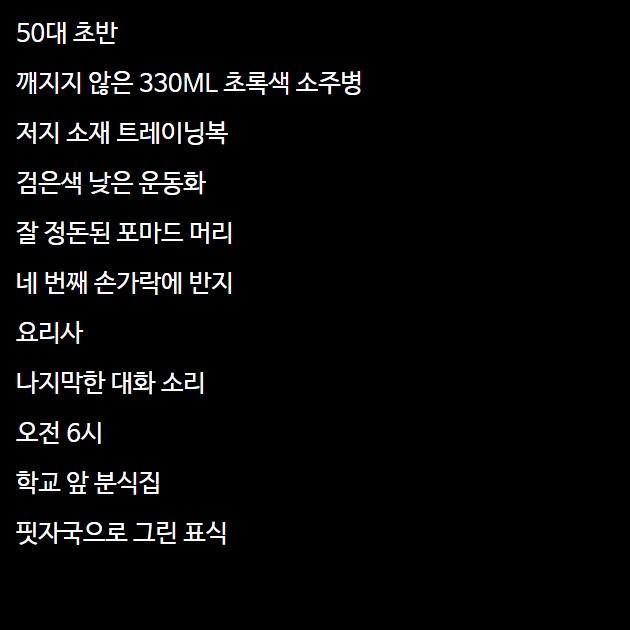 50대 초반
깨지지 않은 330ML 초록색 소주병
저지 소재 트레이닝복
검은색 낮은 운동화
잘 정돈된 포마드 머리
네 번째 손가락에 반지
요리사
나지막한 대화 소리
오전 6시
학교 앞 분식집
핏자국으로 그린 표식